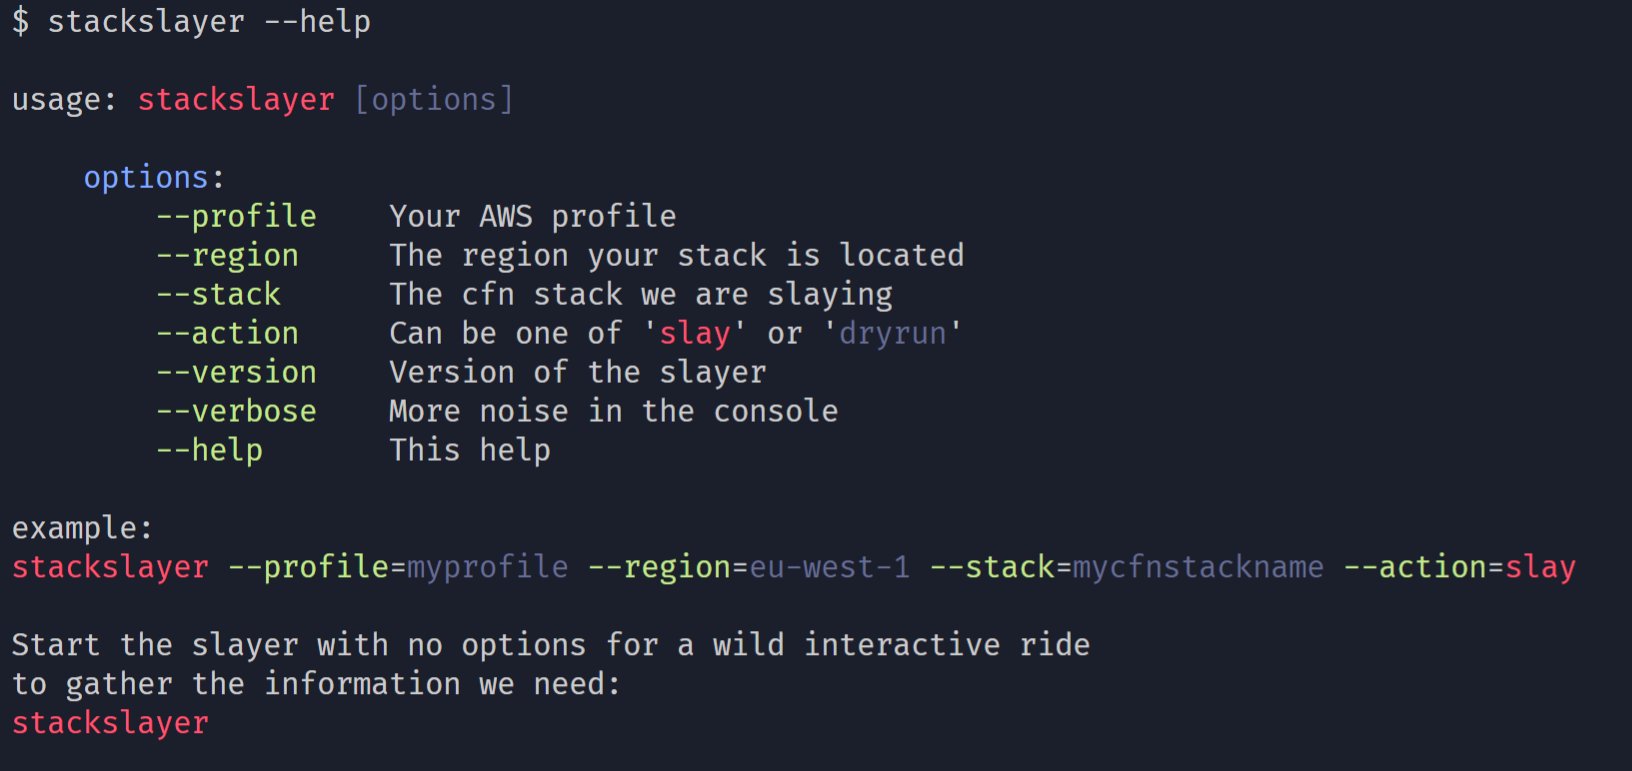 $ stackslayer --help
usage: stackslayer [options]
options:
--profile    Your AWS profile
--region     The region your stack is located
--stack      The cfn stack we are slaying
--action     Can be one of 'slay' or 'dryrun'
--version    Version of the slayer
--verbose    More noise in the console
--help       This help
example:
stackslayer --profile=myprofile --region=eu-west-1 --stack=mycfnstackname --action=slay
Start the slayer with no options for a wild interactive ride
to gather the information we need:
stackslayer